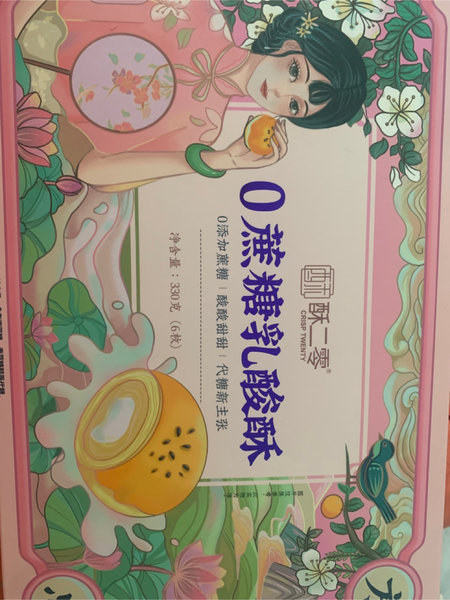 酥二零®
CRISP TWENTY
0蔗糖乳酸酥
0添加蔗糖 | 酸酸甜甜 | 代糖新主张
净含量：330克（6枚）